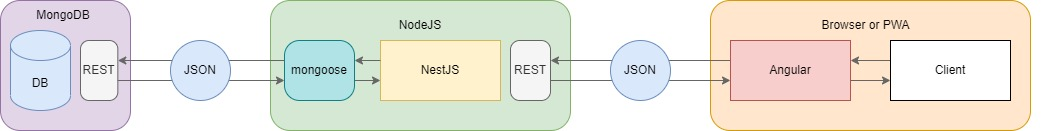 MongoDB
DB
REST
JSON
NodeJS
mongoose
NestJS
REST
JSON
Browser or PWA
Angular
Client